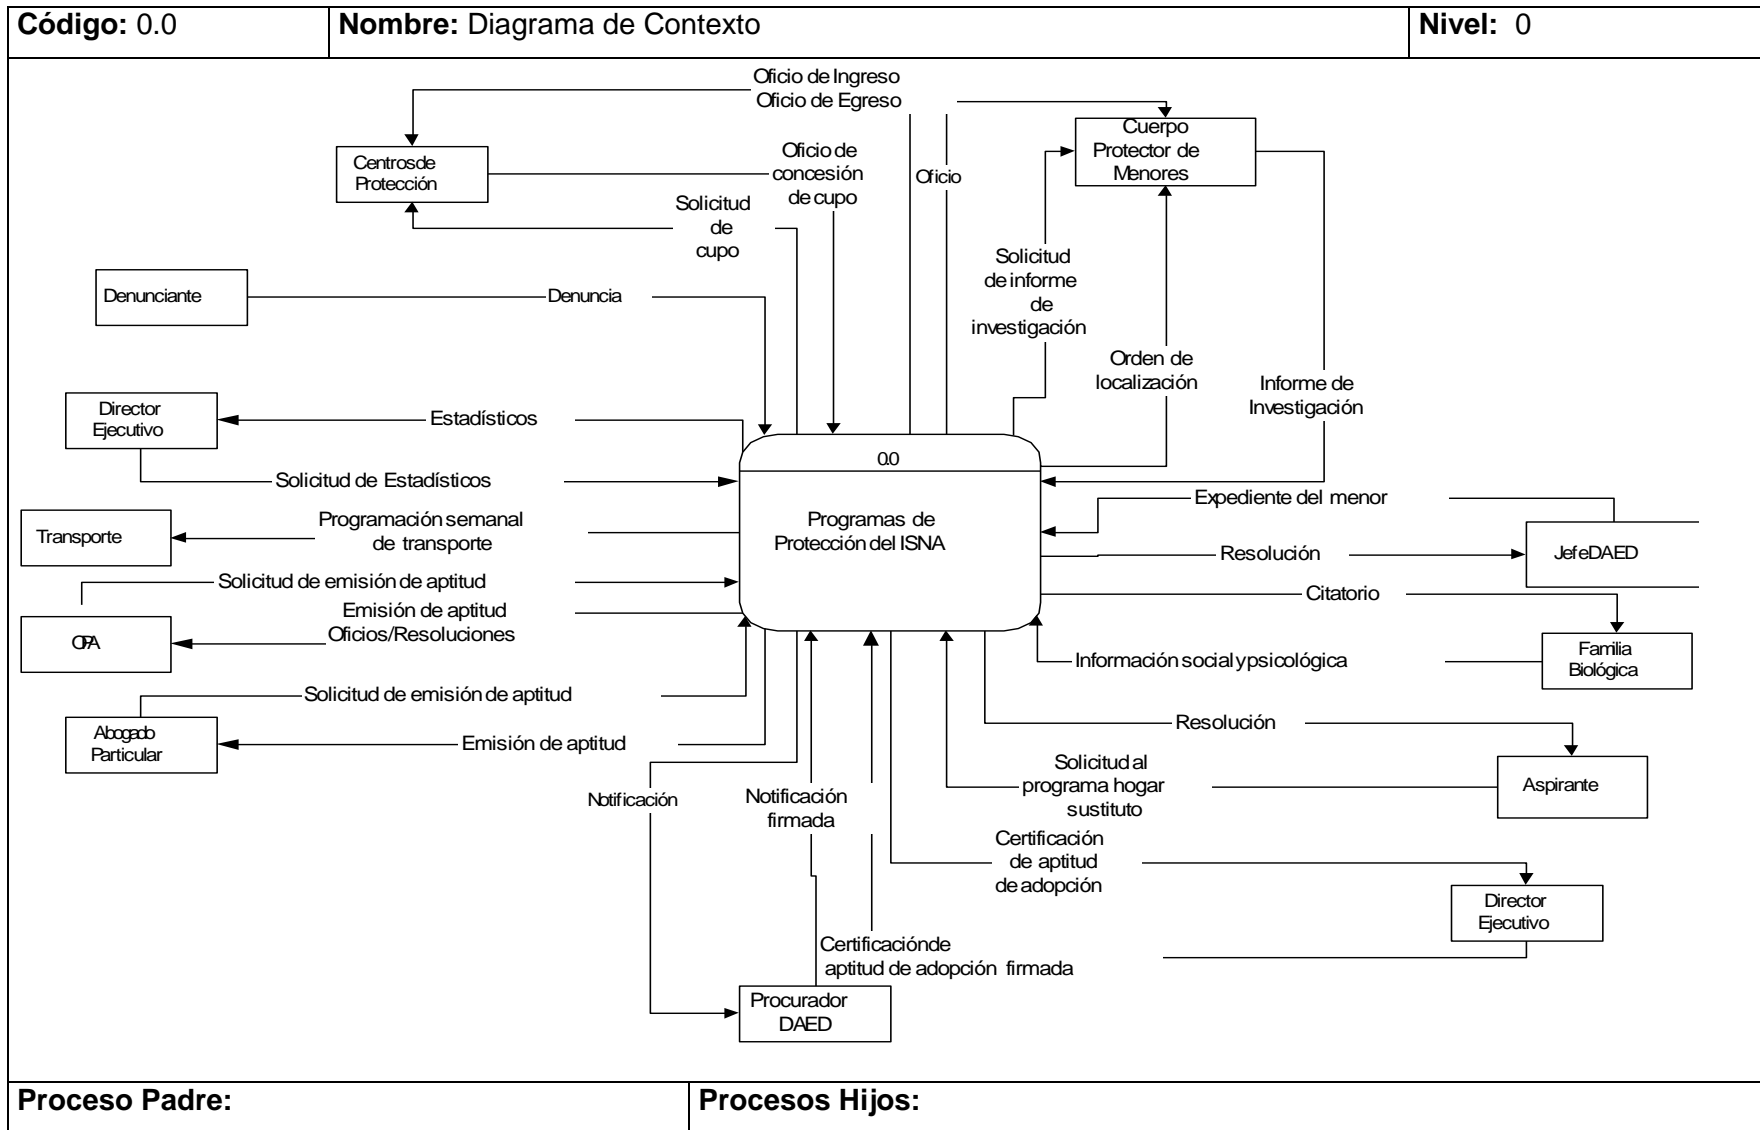 Código: 0.0
Nombre: Diagrama de Contexto
Nivel: 0
Oficio de Ingreso
Oficio de Egreso
Centrosde
Protección
Oficio de
concesión
de cupo
Solicitud
de
cupo
Oficio
Cuerpo
Protector de
Menores
Solicitud
de informe
de
investigación
Orden de
localización
Informe de
Investigación
Denunciante
Denuncia
Director
Ejecutivo
Estadísticos
Solicitud de Estadísticos
Transporte
Programación semanal
de transporte
Solicitud de emisión de aptitud
Emisión de aptitud
Oficios/Resoluciones
OPA
Solicitud de emisión de aptitud
Abogado
Particular
Emisión de aptitud
0.0
Programas de
Protección del ISNA
Expediente del menor
Resolución
Jefe DAED
Citatorio
Información social y psicológica
Familia
Biológica
Resolución
Solicitud al
programa hogar
sustituto
Aspirante
Notificación
Notificación
firmada
Certificación
de aptitud
de adopción
Director
Ejecutivo
Certificaciónde
aptitud de adopción firmada
Procurador
DAED
Proceso Padre:
Procesos Hijos: